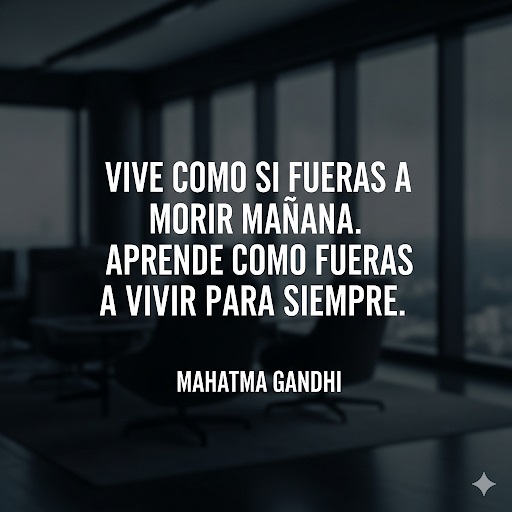 VIVE COMO SI FUERAS A
MORIR MAÑANA.
APRENDE COMO FUERAS
A VIVIR PARA SIEMPRE.
MAHATMA GANDHI